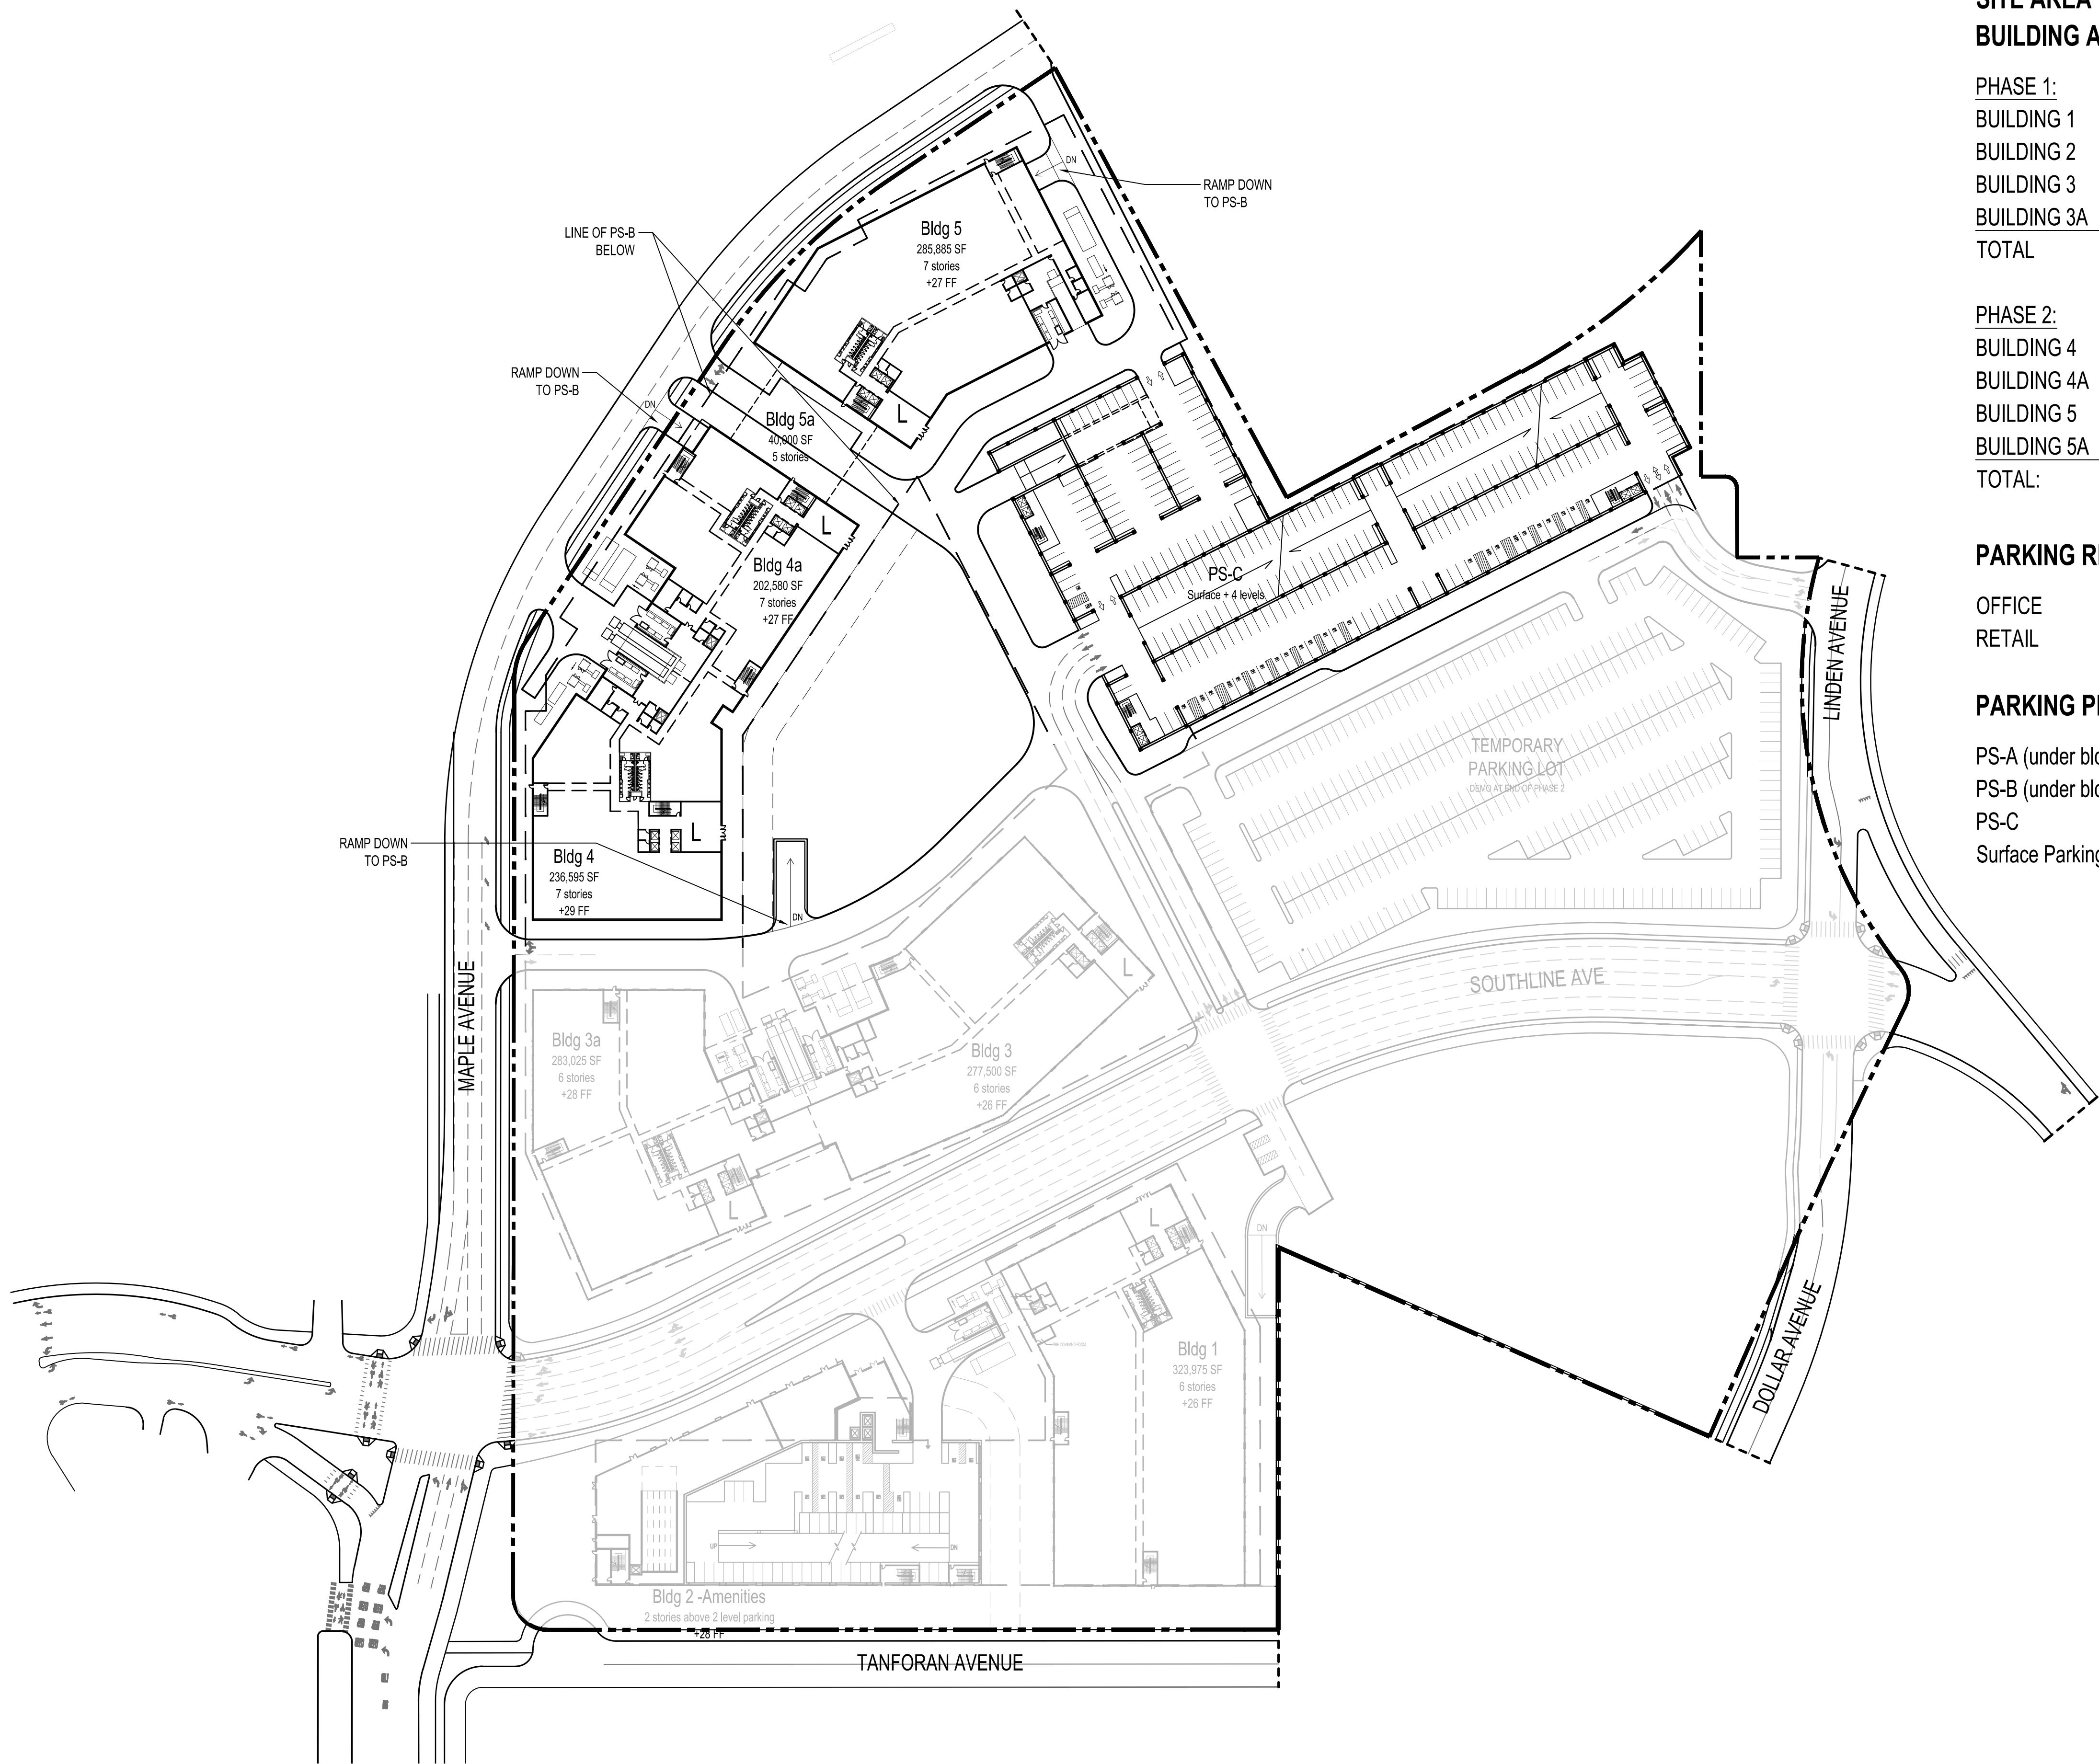 SITE AREA
BUILDING A
PHASE 1:
BUILDING 1
BUILDING 2
BUILDING 3
BUILDING 3A
TOTAL
PHASE 2:
BUILDING 4
BUILDING 4A
BUILDING 5
BUILDING 5A
TOTAL:
PARKING
OFFICE
RETAIL
PARKING
PS-A (under
PS-B (under
PS-C
Surface Parking
DN
RAMP DOWN
TO PS-B
LINE OF PS-B
BELOW
Bldg 5
285,885 SF
7 stories
+27 FF
RAMP DOWN
TO PS-B
DN
Bldg 5a
40,000 SF
5 stories
L
L
Bldg 4a
202,580 SF
7 stories
+27 FF
PS-C
Surface + 4 levels
LINDEN AVENUE
TEMPORARY
PARKING LOT
DEMO AT END OF PHASE 2
RAMP DOWN
TO PS-B
L
Bldg 4
236,595 SF
7 stories
+29 FF
DN
MAPLE AVENUE
L
SOUTHLINE AVE
Bldg 3a
283,025 SF
6 stories
+28 FF
Bldg 3
277,500 SF
6 stories
+26 FF
L
L
DN
Bldg 1
323,975 SF
6 stories
+26 FF
DOLLAR AVENUE
UP
DN
Bldg 2 -Amenities
2 stories above 2 level parking
+28 FF
TANFORAN AVENUE